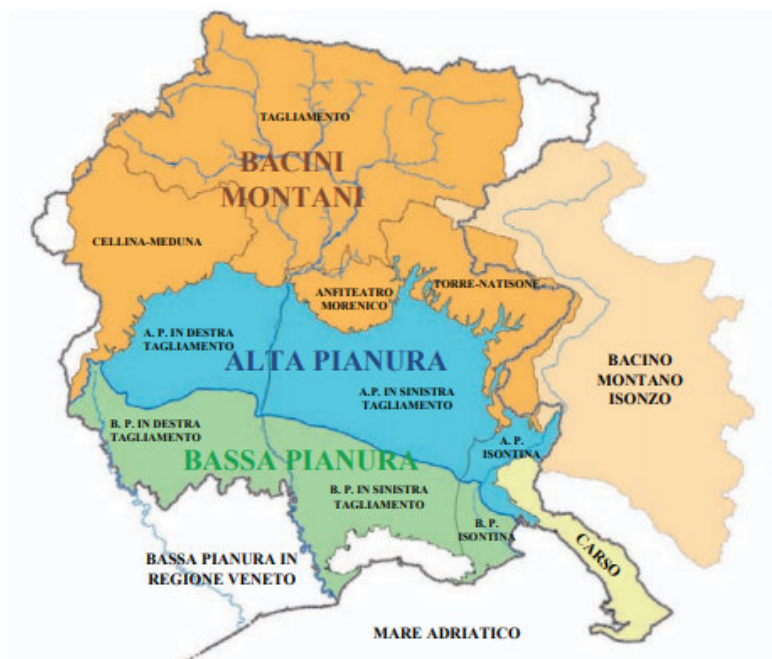 TAGLIAMENTO
BACINI
MONTANI
CELLINA-MEDUNA
ANFITEATRO
MORENICO
TORRE-NATISONE
A. P. IN DESTRA
TAGLIAMENTO
ALTA PIANURA
BACINO
MONTANO
ISONZO
A.P. IN SINISTRA
TAGLIAMENTO
B. P. IN DESTRA
TAGLIAMENTO
A. P.
ISONTINA
BASSA PIANURA
B. P. IN SINISTRA
TAGLIAMENTO
B. P.
ISONTINA
CARSO
BASSA PIANURA IN
REGIONE VENETO
MARE ADRIATICO